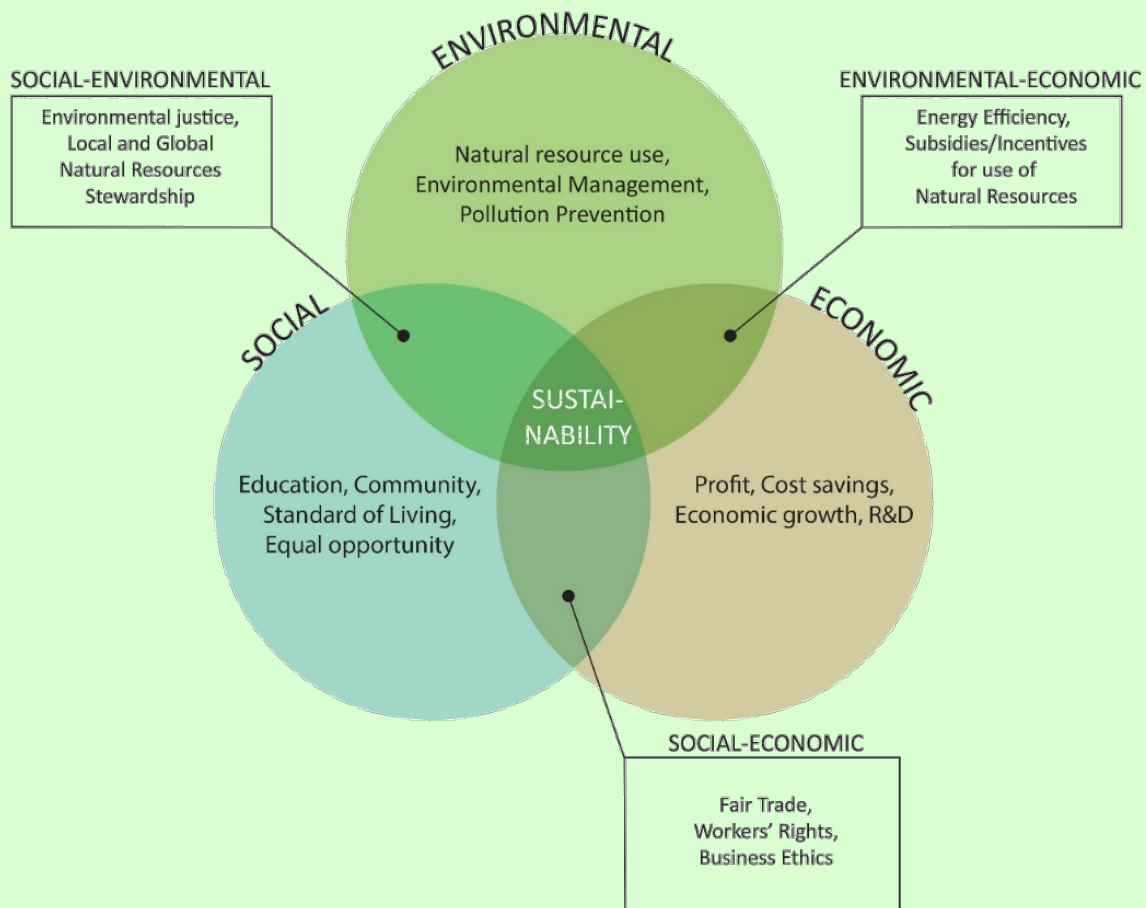 ENVIRONMENTAL
SOCIAL-ENVIRONMENTAL
Environmental justice,
Local and Global
Natural Resources
Stewardship
ENVIRONMENTAL-ECONOMIC
Energy Efficiency,
Subsidies/Incentives
for use of
Natural Resources
Natural resource use,
Environmental Management,
Pollution Prevention
SOCIAL
ECONOMIC
SUSTAI-
NABILITY
Education, Community,
Standard of Living,
Equal opportunity
Profit, Cost savings,
Economic growth, R&D
SOCIAL-ECONOMIC
Fair Trade,
Workers’ Rights,
Business Ethics